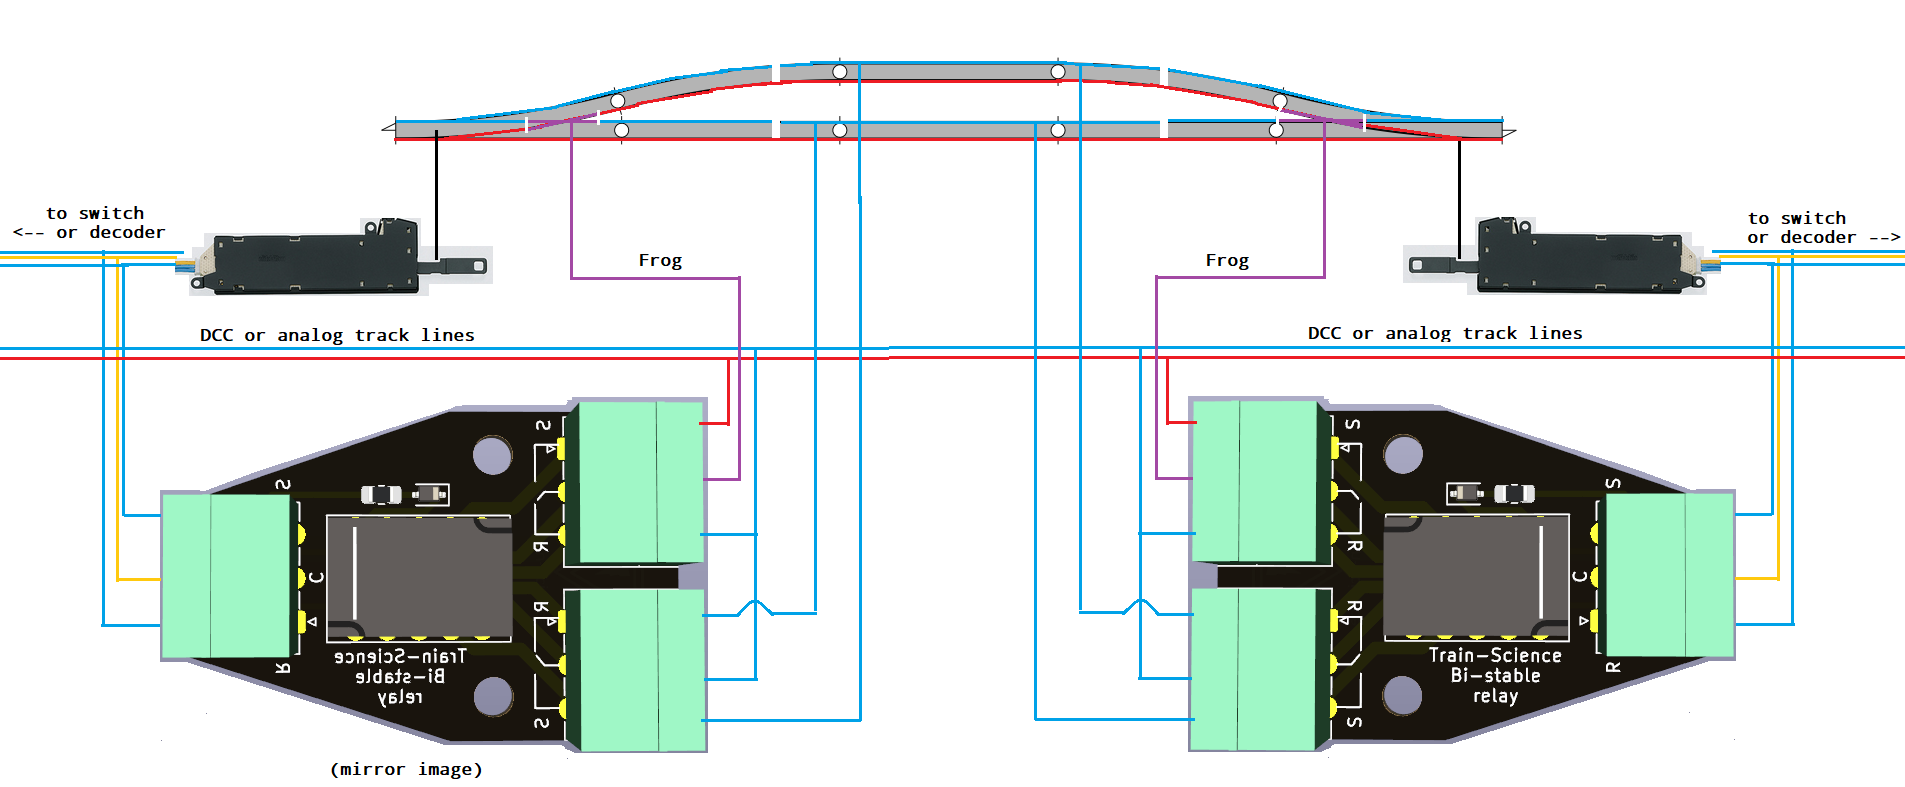 to switch
<-- or decoder
to switch
or decoder -->
Frog
Frog
DCC or analog track lines
DCC or analog track lines
S
S
S
S
R
R
C
C
R
R
R
R
S
S
Train-Science
Bi-stable
relay
Train-Science
Bi-stable
relay
(mirror image)